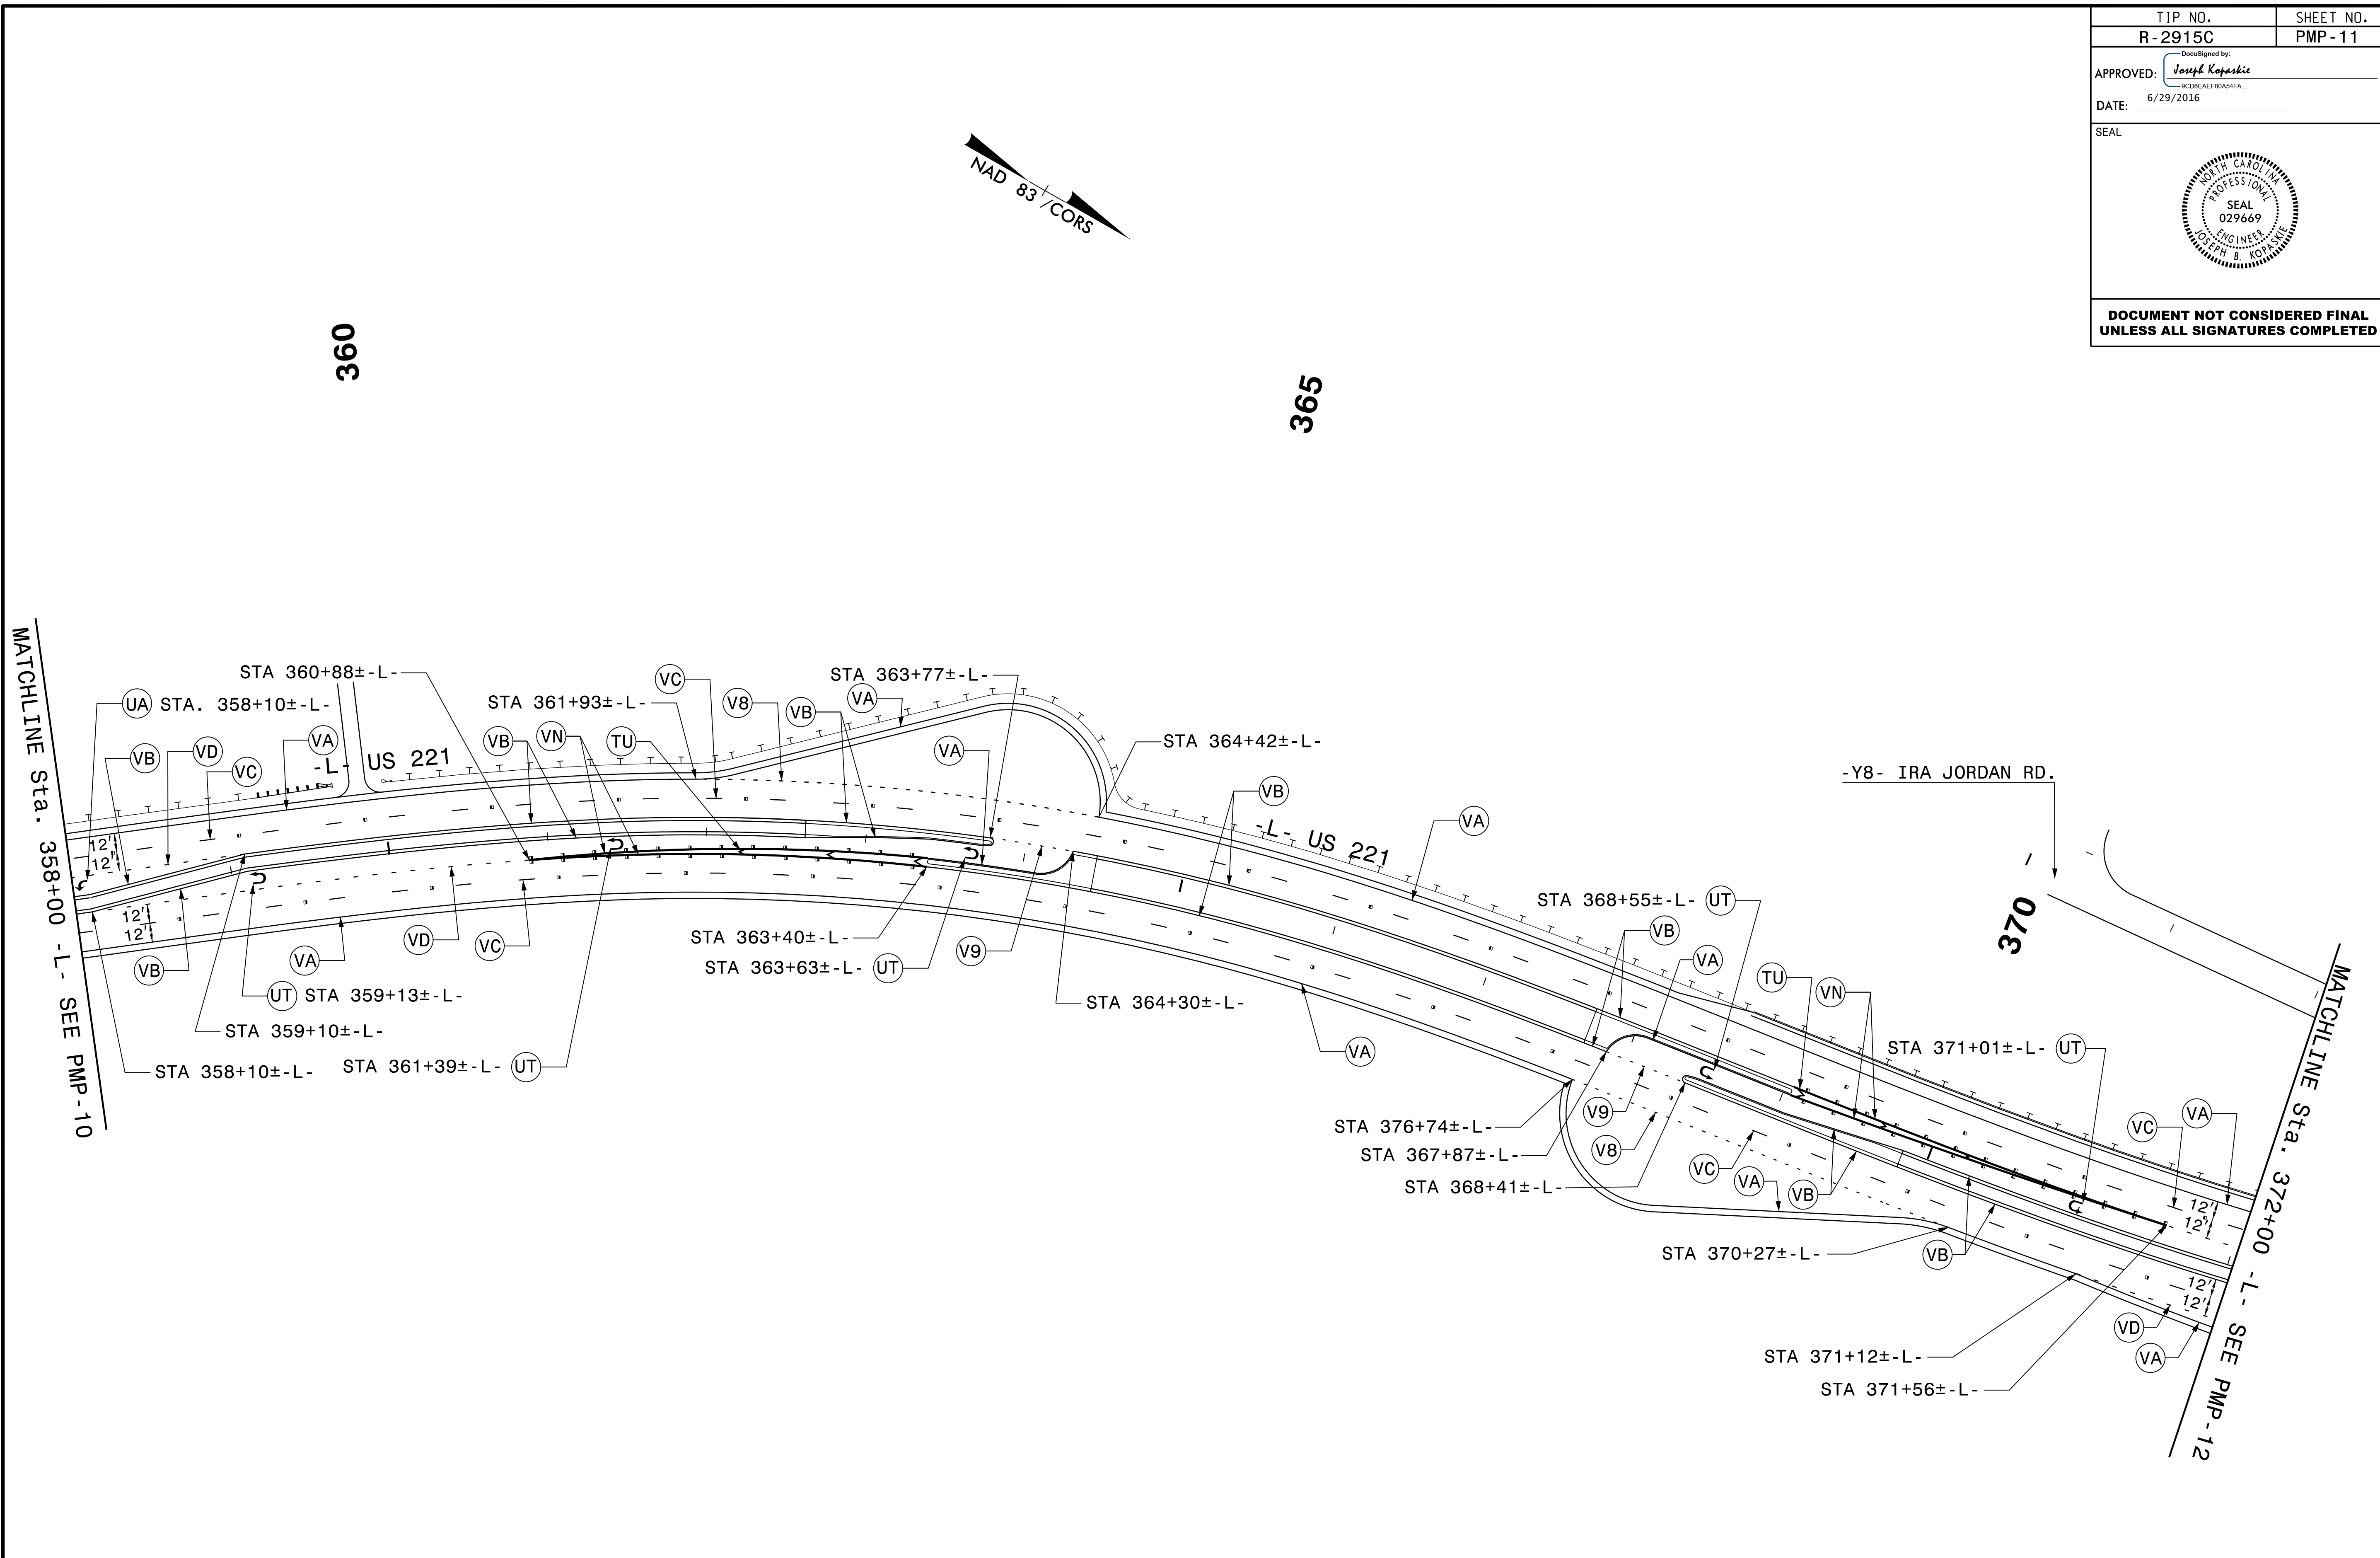 TIP NO.
SHEET NO.
R-2915C
PMP-11
DocuSigned by:
APPROVED:
Joseph Kopaskie
9CD6EAEF80A54FA...
DATE:
6/29/2016
SEAL
NORTH CAROLINA
PROFESSIONAL
SEAL
029669
ENGINEER
JOSEPH B. KOPASKIE
DOCUMENT NOT CONSIDERED FINAL
UNLESS ALL SIGNATURES COMPLETED
NAD 83 /CORS
360
365
370
MATCHLINE Sta. 358+00 -L- SEE PMP-10
STA 360+88±-L-
UA STA. 358+10±-L-
VB
VD
VC
VA
-L- US 221
STA 361+93±-L-
VC
V8
STA 363+77±-L-
VA
VB
VB
VN
TU
VA
STA 364+42±-L-
VB
-L- US 221
VA
-Y8- IRA JORDAN RD.
12'
12'
12'
12'
VB
VA
UT STA 359+13±-L-
STA 359+10±-L-
STA 358+10±-L-
STA 361+39±-L- UT
VD
VC
STA 363+40±-L-
STA 363+63±-L- UT
V9
STA 364+30±-L-
VA
STA 368+55±-L- UT
VB
VA
TU
VN
STA 371+01±-L- UT
VC
VA
STA 376+74±-L-
STA 367+87±-L-
STA 368+41±-L-
V9
V8
VC
VA
VB
STA 370+27±-L-
VB
12'
12'
12'
12'
VD
VA
STA 371+12±-L-
STA 371+56±-L-
MATCHLINE Sta. 372+00 -L- SEE PMP-12